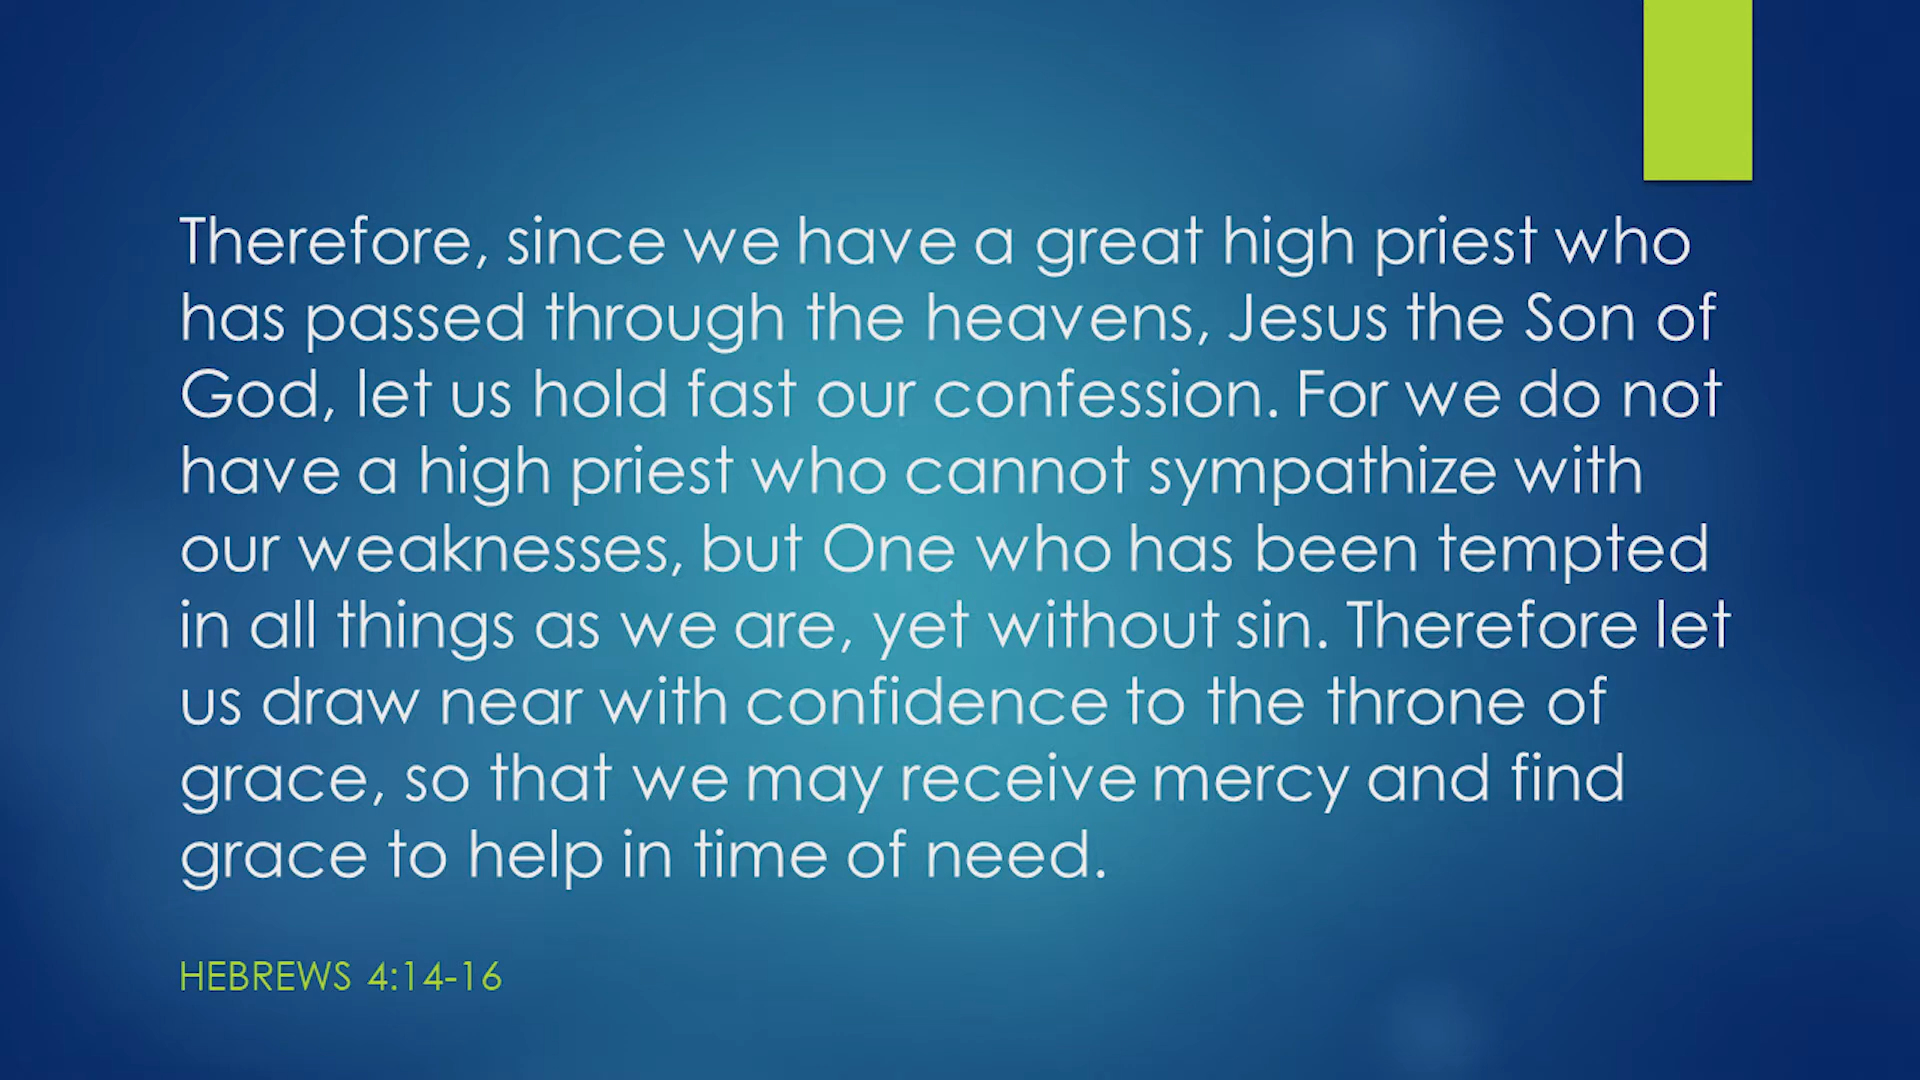 Therefore, since we have a great high priest who
has passed through the heavens, Jesus the Son of
God, let us hold fast our confession. For we do not
have a high priest who cannot sympathize with
our weaknesses, but One who has been tempted
in all things as we are, yet without sin. Therefore let
us draw near with confidence to the throne of
grace, so that we may receive mercy and find
grace to help in time of need.
HEBREWS 4:14-16